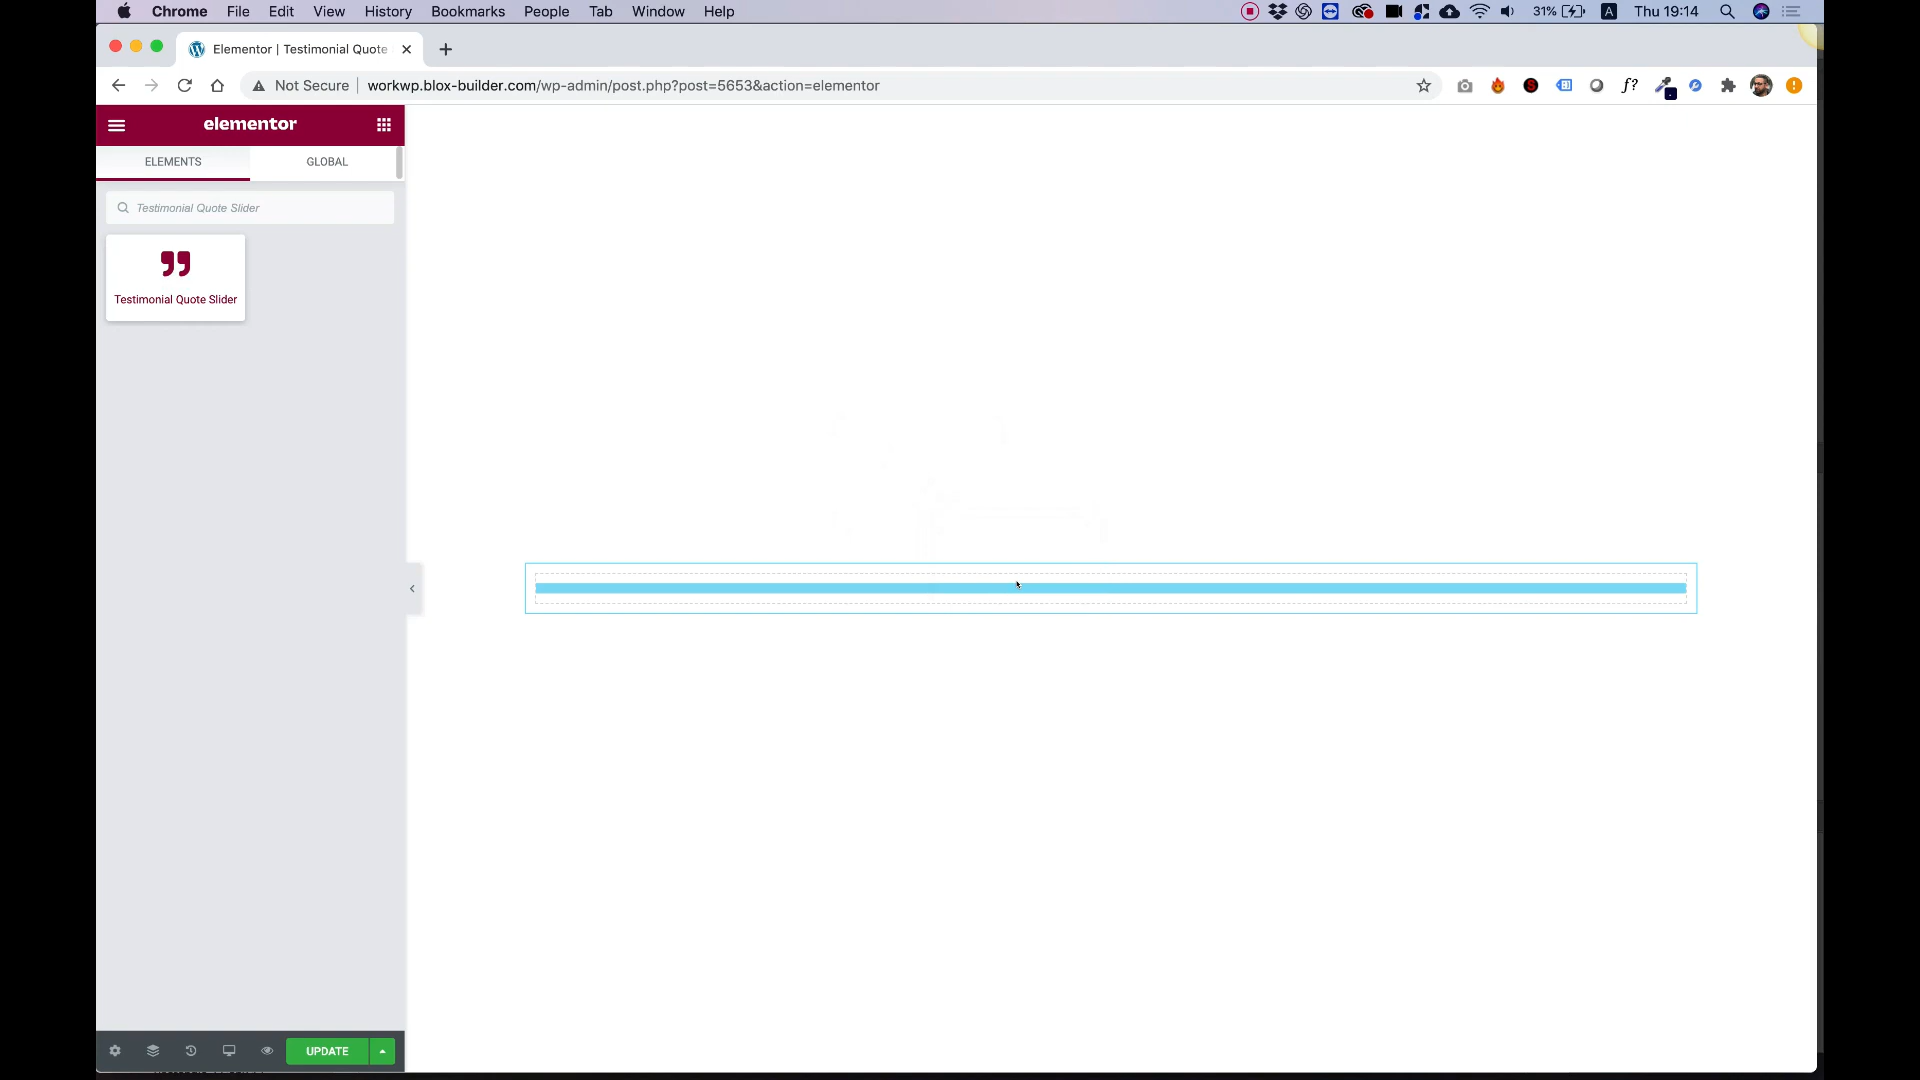 Chrome File Edit View History Bookmarks People Tab Window Help
31% A Thu 19:14
Elementor | Testimonial Quote
Not Secure workwp.blox-builder.com/wp-admin/post.php?post=5653&action=elementor
f?
elementor
ELEMENTS GLOBAL
Testimonial Quote Slider
Testimonial Quote Slider
UPDATE